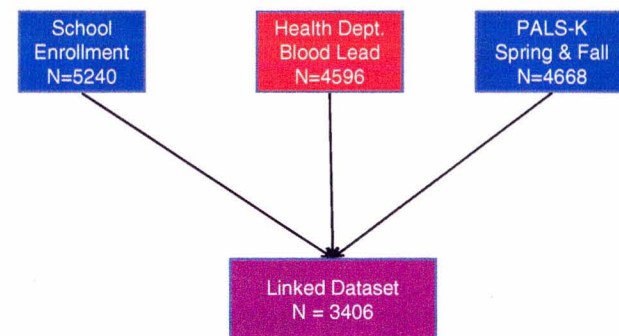 School
Enrollment
N=5240
Health Dept.
Blood Lead
N=4596
PALS-K
Spring & Fall
N=4668
Linked Dataset
N = 3406